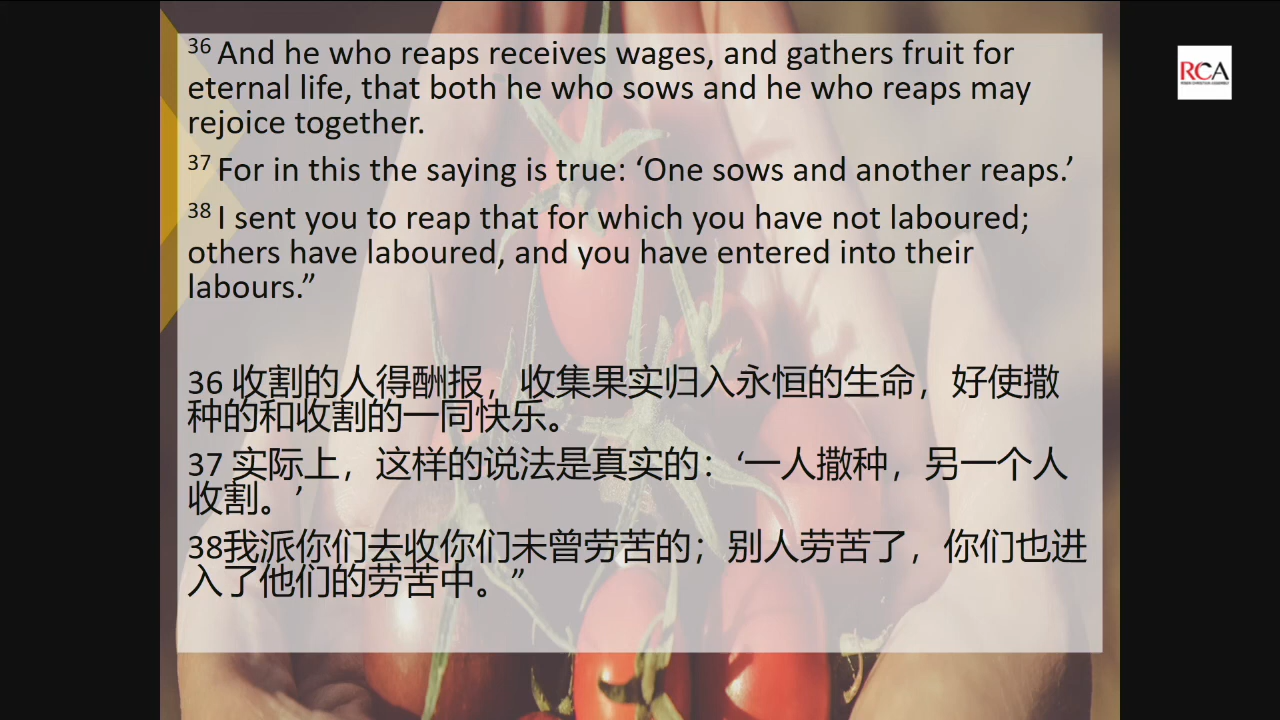 36 And he who reaps receives wages, and gathers fruit for
eternal life, that both he who sows and he who reaps may
rejoice together.
37 For in this the saying is true: ‘One sows and another reaps.’
38 I sent you to reap that for which you have not laboured;
others have laboured, and you have entered into their
labours.”
36 收割的人得酬报，收集果实归入永恒的生命，好使撒
种的和收割的一同快乐。
37 实际上，这样的说法是真实的：‘一人撒种，另一个人
收割。’
38我派你们去收你们未曾劳苦的；别人劳苦了，你们也进
入了他们的劳苦中。”
RCA